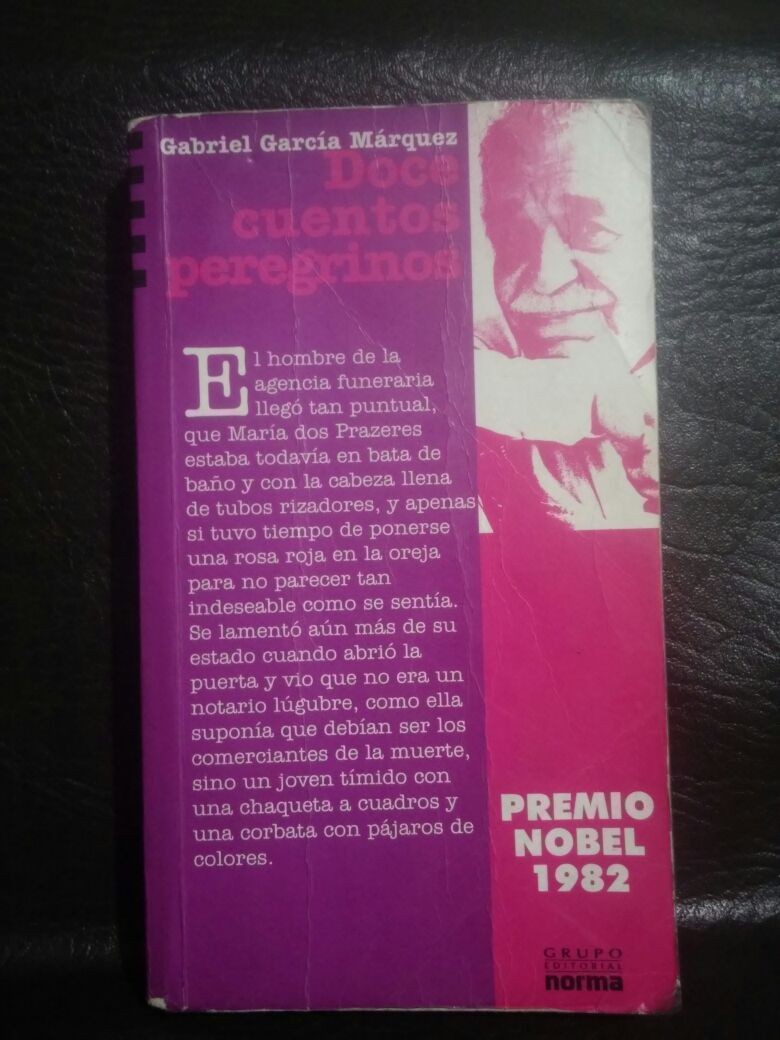 Gabriel García Márquez
Doce
cuentos
peregrinos
El hombre de la
agencia funeraria
llegó tan puntual,
que María dos Prazeres
estaba todavía en bata de
baño y con la cabeza llena
de tubos rizadores, y apenas
si tuvo tiempo de ponerse
una rosa roja en la oreja
para no parecer tan
indeseable como se sentía.
Se lamentó aún más de su
estado cuando abrió la
puerta y vio que no era un
notario lúgubre, como ella
suponía que debían ser los
comerciantes de la muerte,
sino un joven tímido con
una chaqueta a cuadros y
una corbata con pájaros de
colores.
PREMIO
NOBEL
1982
GRUPO
EDITORIAL
norma